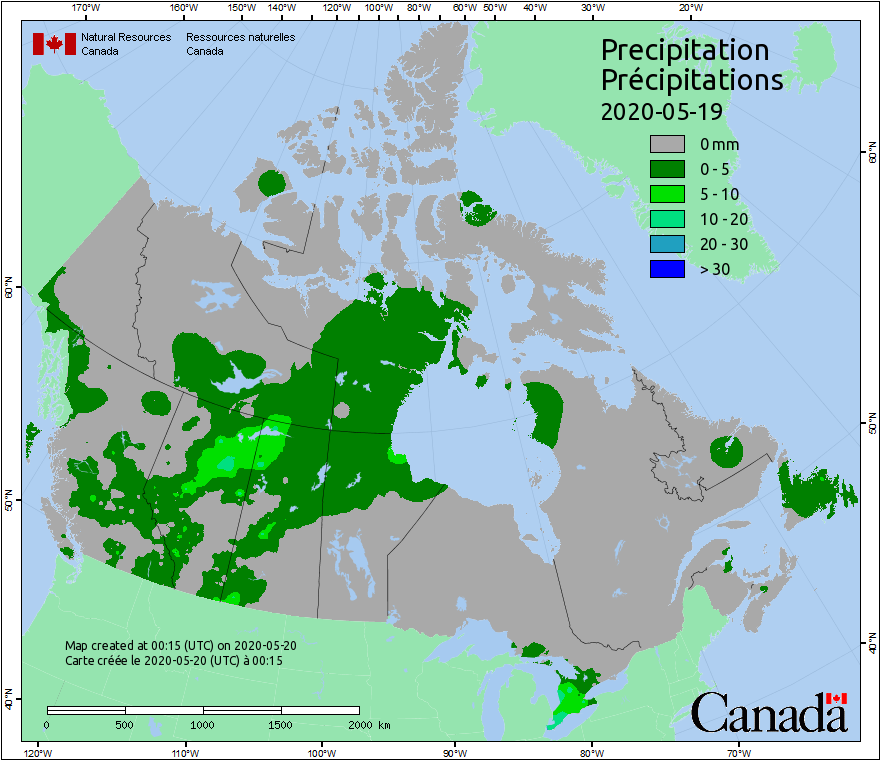 170°W 160°W 150°W 140°W 130°W 120°W 110°W 100°W 90°W 80°W 60°W 50°W 40°W 30°W 20°W
Natural Resources Ressources naturelles
Canada Canada
Precipitation
Précipitations
2020-05-19
0 mm
0 - 5
5 - 10
10 - 20
20 - 30
> 30
60°N
60°N
50°N
50°N
40°N
40°N
Map created at 00:15 (UTC) on 2020-05-20
Carte créée le 2020-05-20 (UTC) à 00:15
0 500 1000 1500 2000 km
Canada
120°W 110°W 100°W 90°W 80°W 70°W